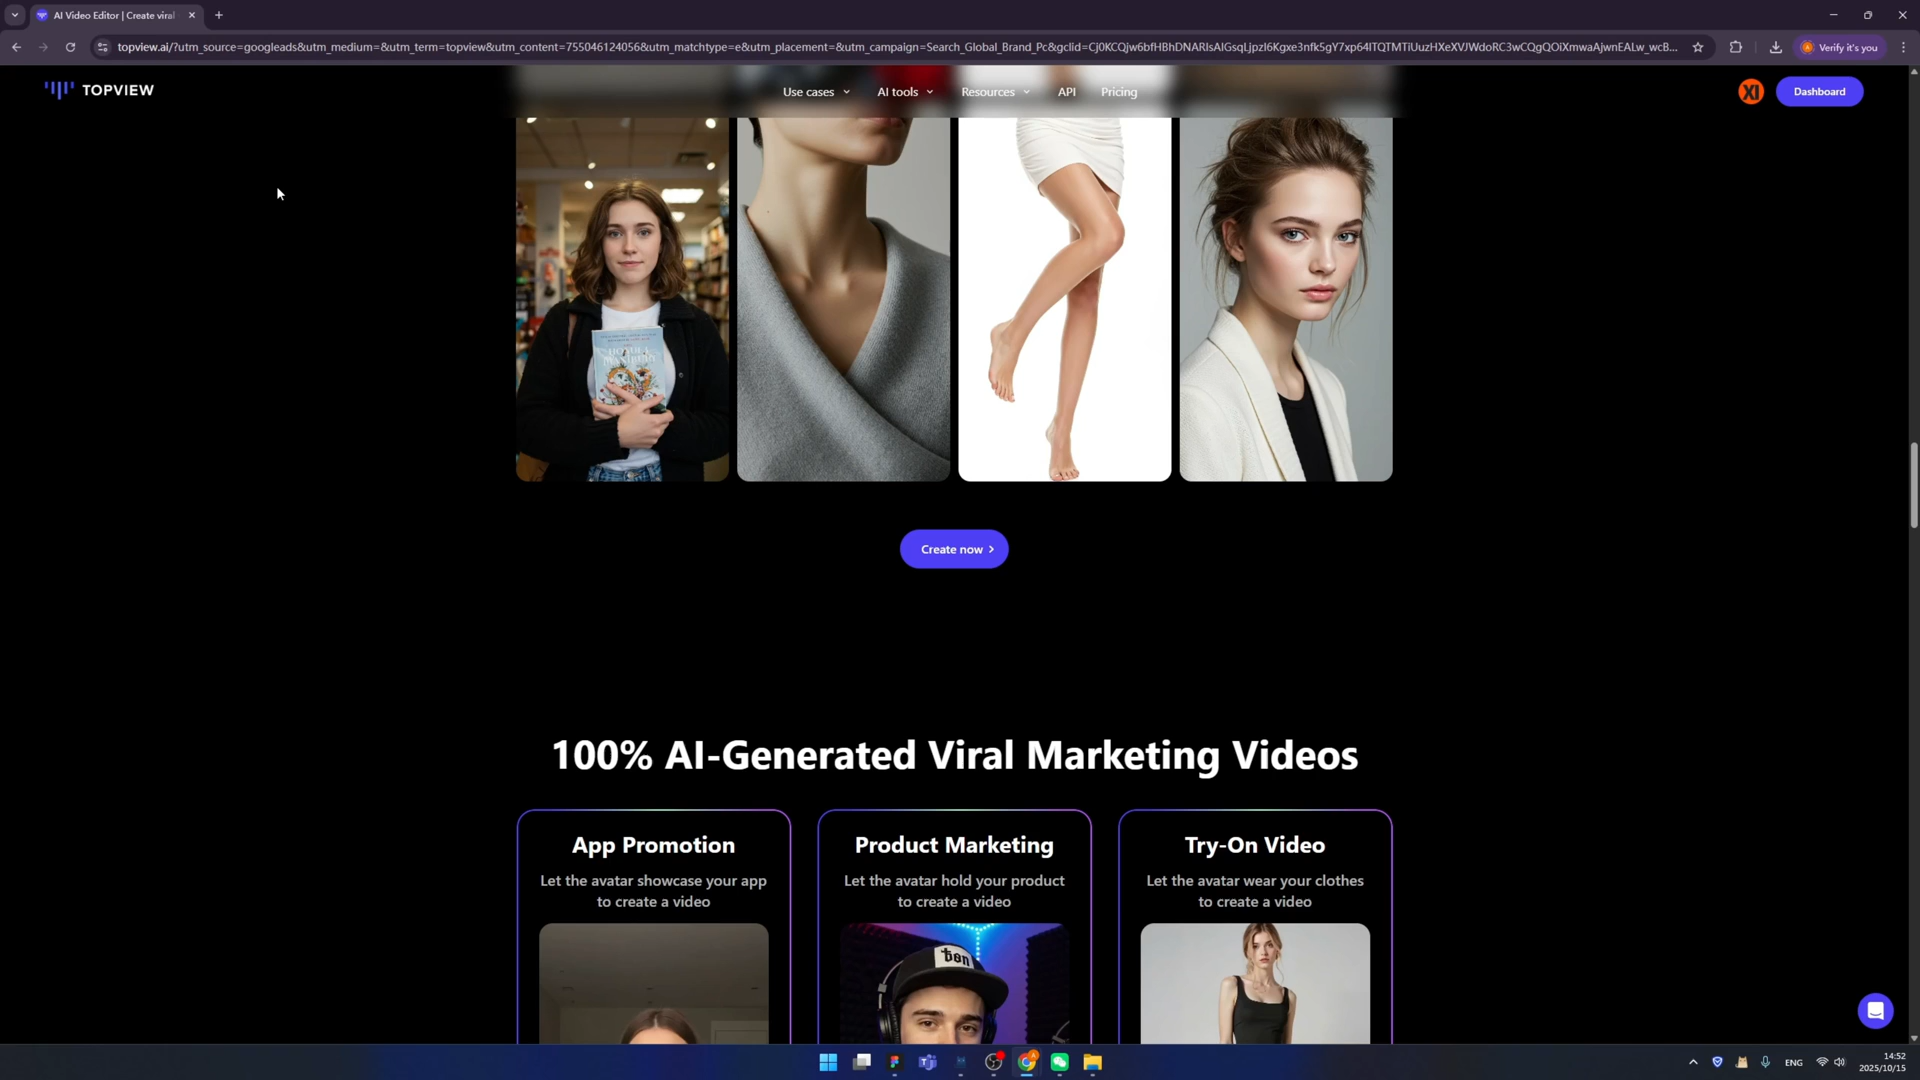 AI Video Editor | Create viral
topview.ai/?utm_source=googleads&utm_medium=&utm_term=topview&utm_content=755046124056&utm_matchtype=e&utm_placement=&utm_campaign=Search_Global_Brand_Pc&gclid=
Verify it's you
TOPVIEW
Use cases
AI tools
Resources
API
Pricing
XI
Dashboard
Create now
100% AI-Generated Viral Marketing Videos
App Promotion
Let the avatar showcase your app
to create a video
Product Marketing
Let the avatar hold your product
to create a video
Try-On Video
Let the avatar wear your clothes
to create a video
ENG
14:52
2025/10/15